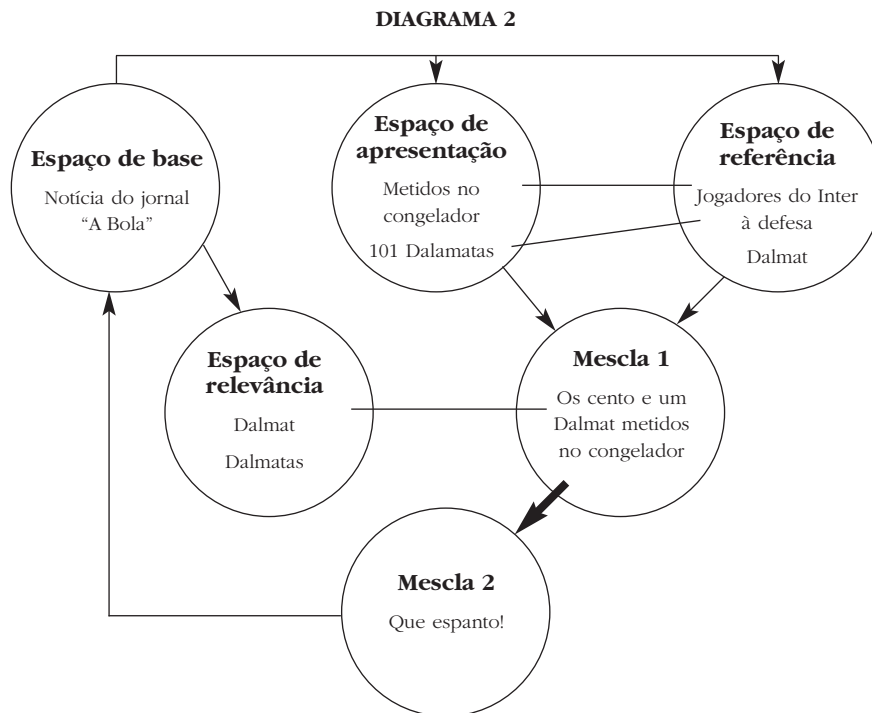 DIAGRAMA 2
Espaço de base
Notícia do jornal
“A Bola”
Espaço de
apresentação
Metidos no
congelador
101 Dalamatas
Espaço de
referência
Jogadores do Inter
à defesa
Dalmat
Espaço de
relevância
Dalmat
Dalmatas
Mescla 1
Os cento e um
Dalmat metidos
no congelador
Mescla 2
Que espanto!